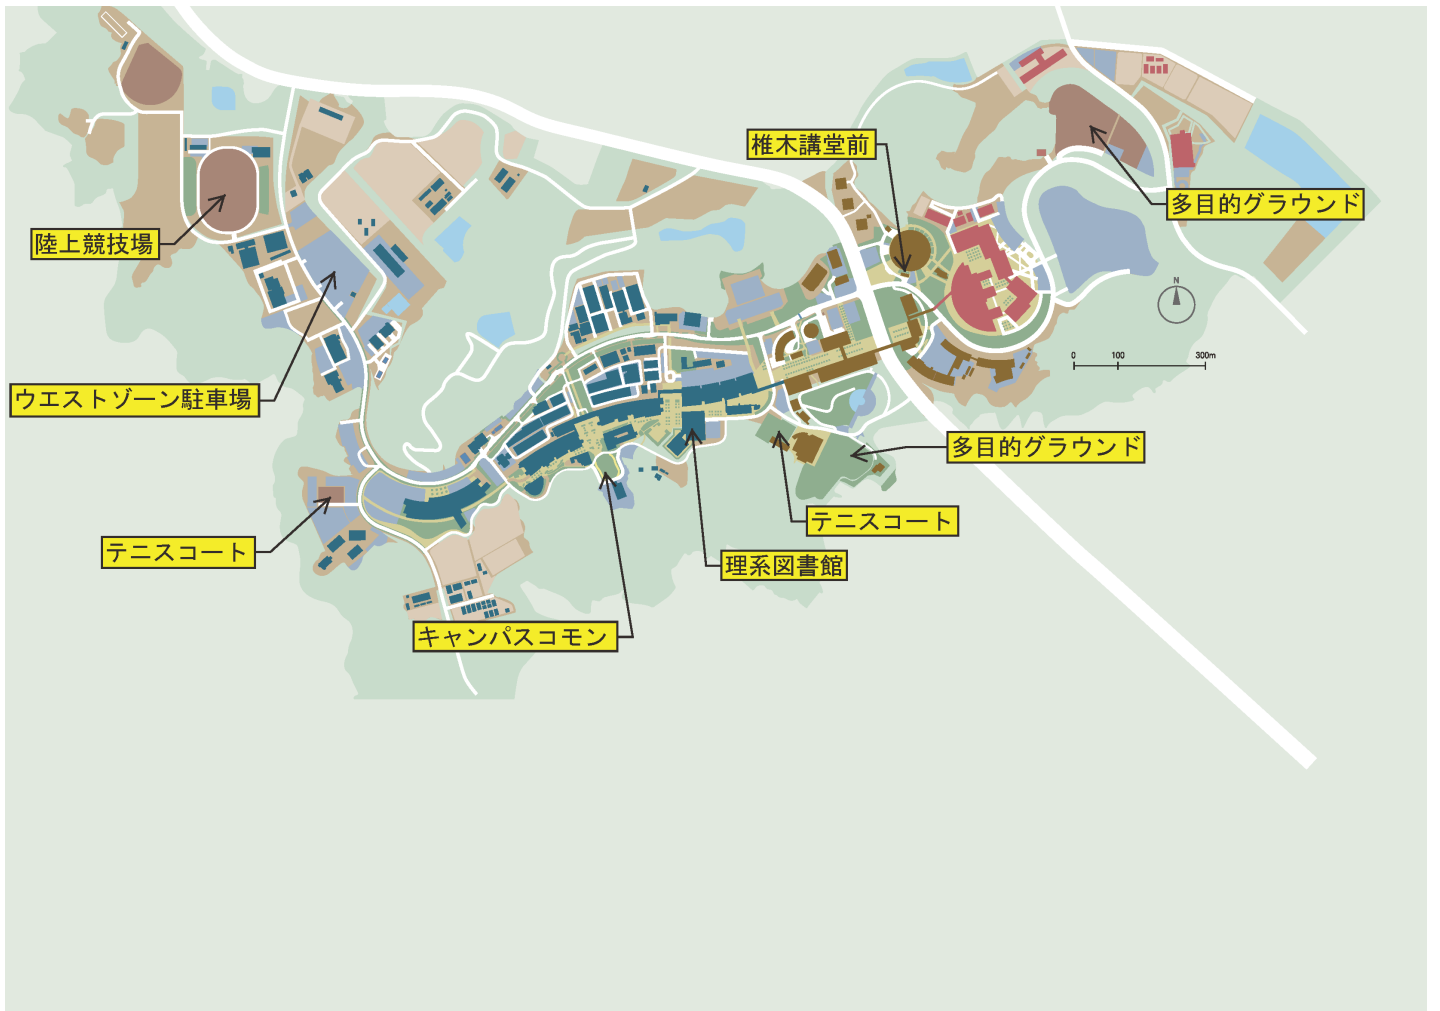 椎木講堂前
多目的グラウンド
陸上競技場
N
0 100 300m
ウエストゾーン駐車場
多目的グラウンド
テニスコート
テニスコート
理系図書館
キャンパスコモン